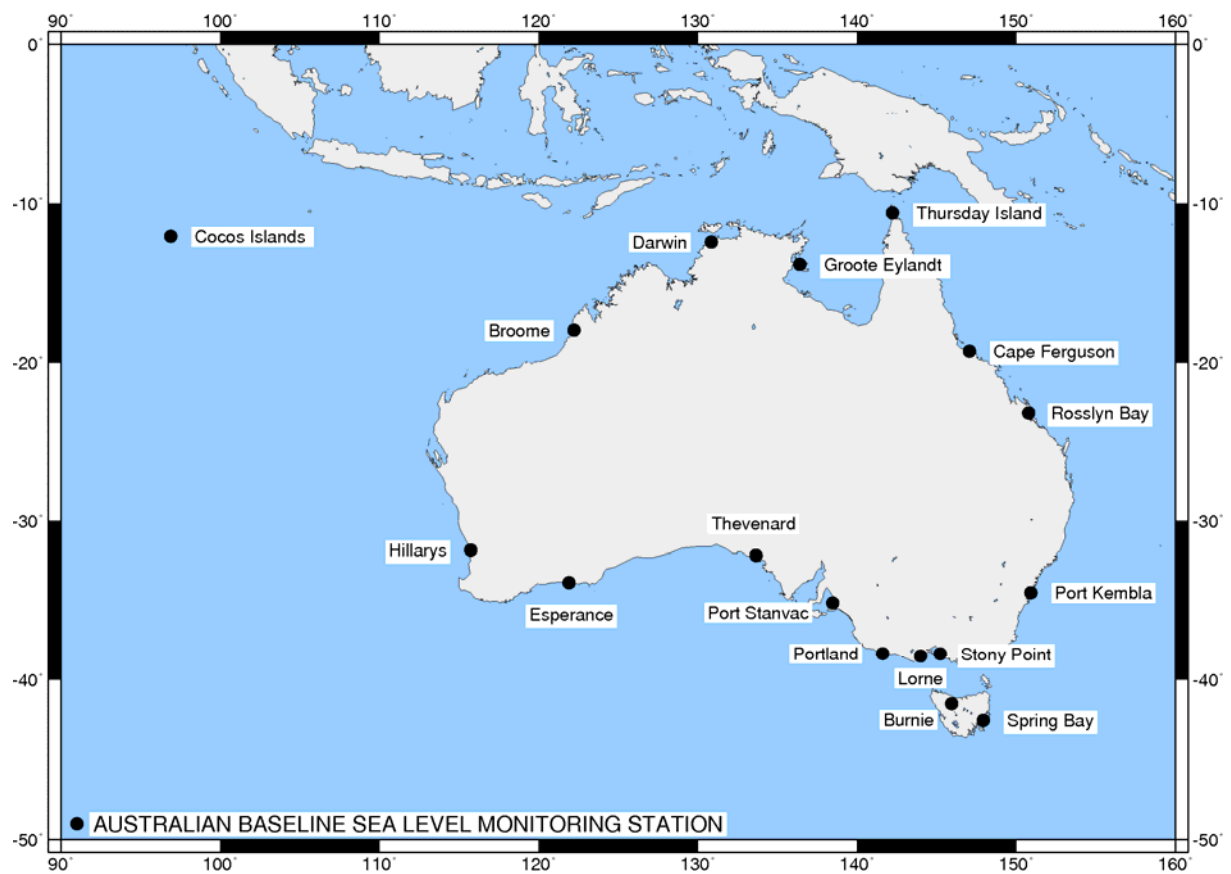 90° 100° 110° 120° 130° 140° 150° 160°
0° 0°
-10° -10°
Thursday Island
Cocos Islands
Darwin
Groote Eylandt
Broome
Cape Ferguson
-20° -20°
Rosslyn Bay
-30° -30°
Thevenard
Hillarys
Port Kembla
Esperance
Port Stanvac
Portland
Stony Point
Lorne
-40° -40°
Burnie
Spring Bay
AUSTRALIAN BASELINE SEA LEVEL MONITORING STATION
-50° -50°
90° 100° 110° 120° 130° 140° 150° 160°